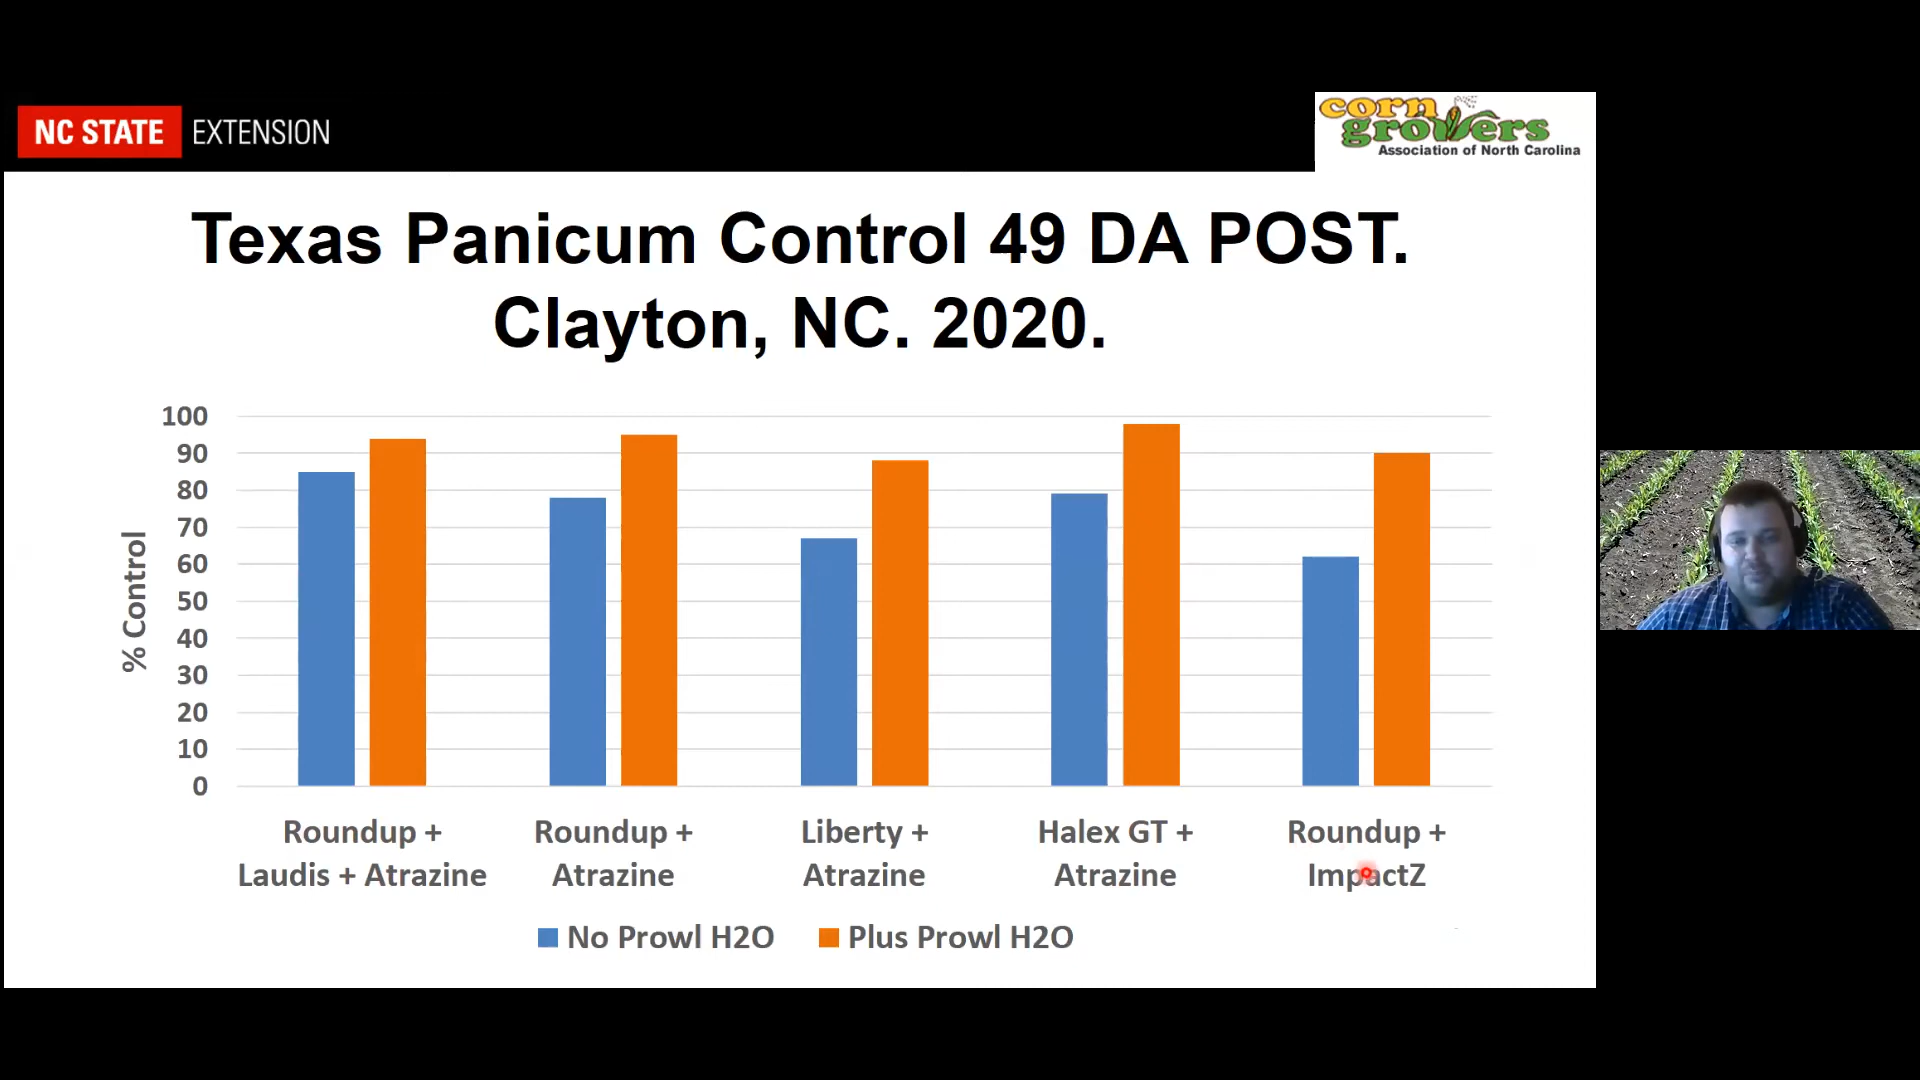 NC STATE EXTENSION
corn
growers
Association of North Carolina
Texas Panicum Control 49 DA POST.
Clayton, NC. 2020.
% Control
100
90
80
70
60
50
40
30
20
10
0
Roundup +
Laudis + Atrazine
Roundup +
Atrazine
Liberty +
Atrazine
Halex GT +
Atrazine
Roundup +
ImpactZ
No Prowl H2O
Plus Prowl H2O